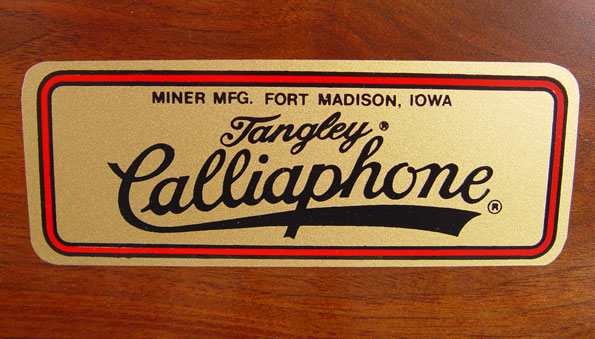 MINER MFG. FORT MADISON, IOWA
Tangley ®
Calliaphone ®